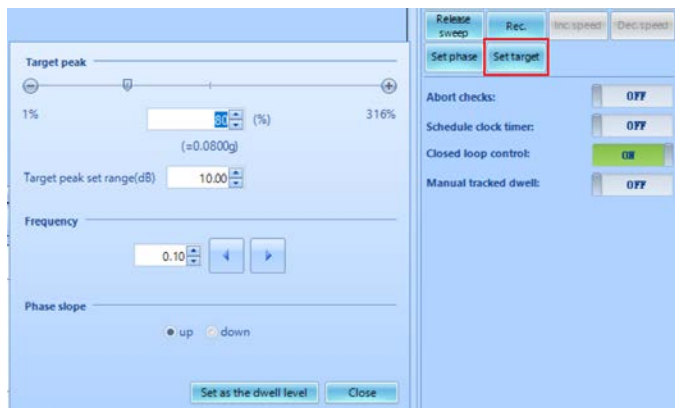 Release sweep
Rec.
Inc.speed
Dec.speed
Set phase
Set target
Target peak
1%
80
(%)
316%
(=0.0800g)
Target peak set range(dB)
10.00
Frequency
0.10
Phase slope
up
down
Set as the dwell level
Close
Abort checks:
OFF
Schedule clock timer:
OFF
Closed loop control:
ON
Manual tracked dwell:
OFF